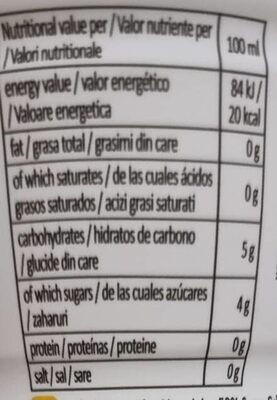 Nutritional value per / Valor nutriente per 100 ml
/ Valori nutritionale
energy value / valor energético 84 kJ /
/ Valoare energetica 20 kcal
fat / grasa total / grasimi din care 0g
of which saturates / de las cuales ácidos 0g
grasos saturados / acizi grasi saturati
carbohydrates / hidratos de carbono 5g
/ glucide din care
of which sugars / de las cuales azúcares 4g
/ zaharuri
protein / proteínas / proteine 0g
salt / sal / sare 0g